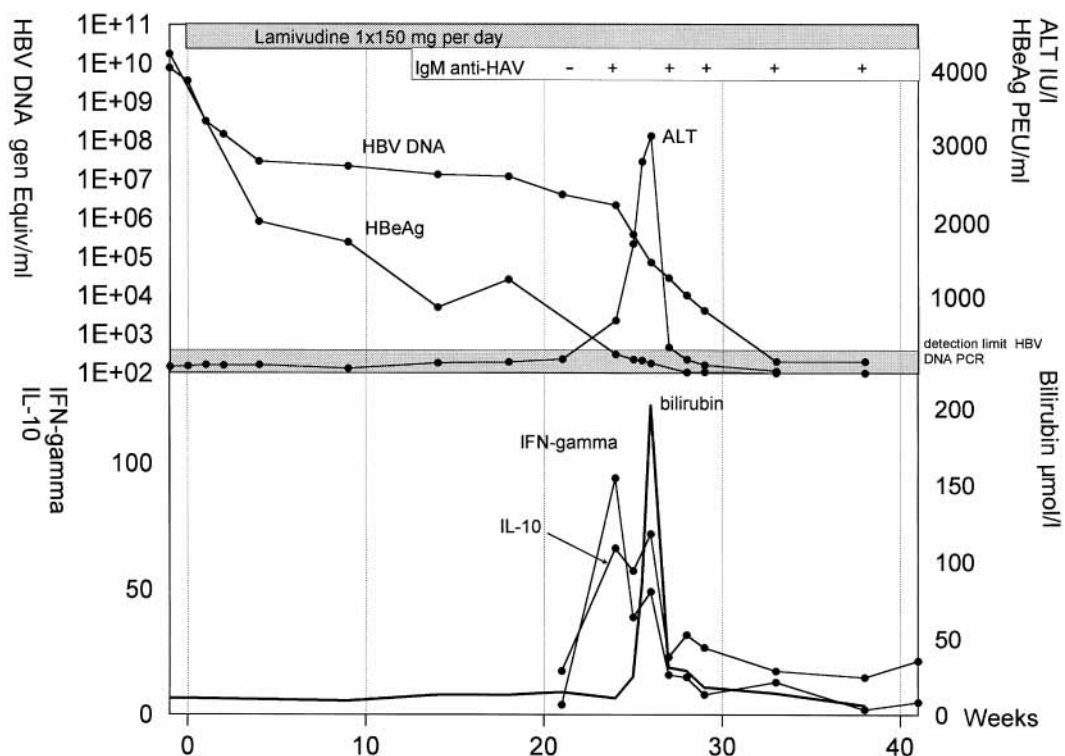 1E+11
1E+10
1E+09
1E+08
1E+07
1E+06
1E+05
1E+04
1E+03
1E+02
HBV DNA gen Equiv/ml
Lamivudine 1x150 mg per day
IgM anti-HAV - + + + + +
HBV DNA
HBeAg
ALT
ALT IU/l
HBeAg PEU/ml
4000
3000
2000
1000
detection limit HBV
DNA PCR
IFN-gamma
IL-10
100
50
0
bilirubin
IFN-gamma
IL-10
Bilirubin µmol/l
200
150
100
50
0
Weeks
0 10 20 30 40